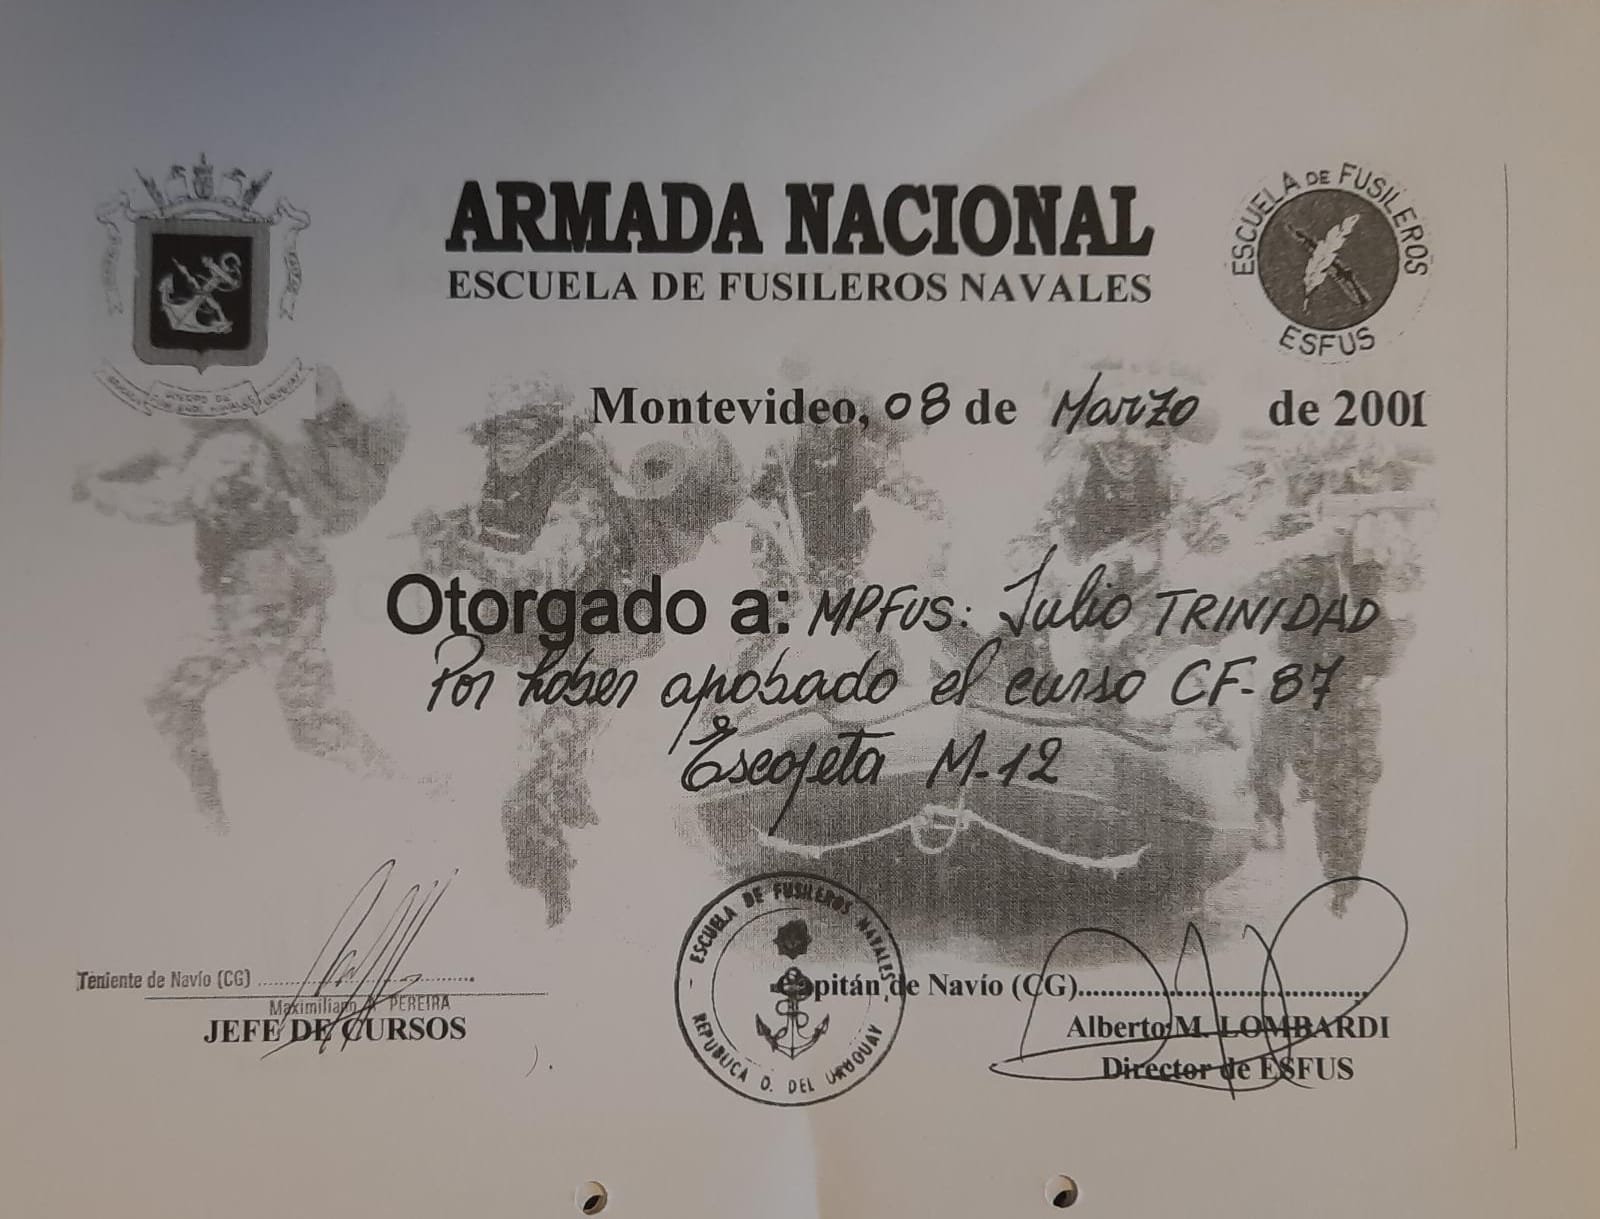 ARMADA NACIONAL
ESCUELA DE FUSILEROS NAVALES
ESCUELA DE FUSILEROS
ESFUS
Montevideo, 08 de Marzo de 2001
Otorgado a: MPFUS: Julio TRINIDAD
Por haber aprobado el curso CF-87
Escopeta M-12
ESCUELA DE FUSILEROS NAVALES
REPUBLICA O. DEL URUGUAY
Teniente de Navío (CG)
Maximiliano PEREIRA
JEFE DE CURSOS
Capitán de Navío (CG)
Alberto M. LOMBARDI
Director de ESFUS